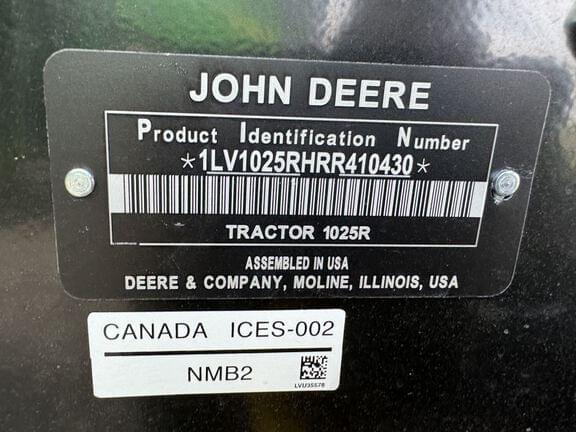 JOHN DEERE
Product Identification Number
*1LV1025RHRR410430*
TRACTOR 1025R
ASSEMBLED IN USA
DEERE & COMPANY, MOLINE, ILLINOIS, USA
CANADA ICES-002
NMB2
LVU35578